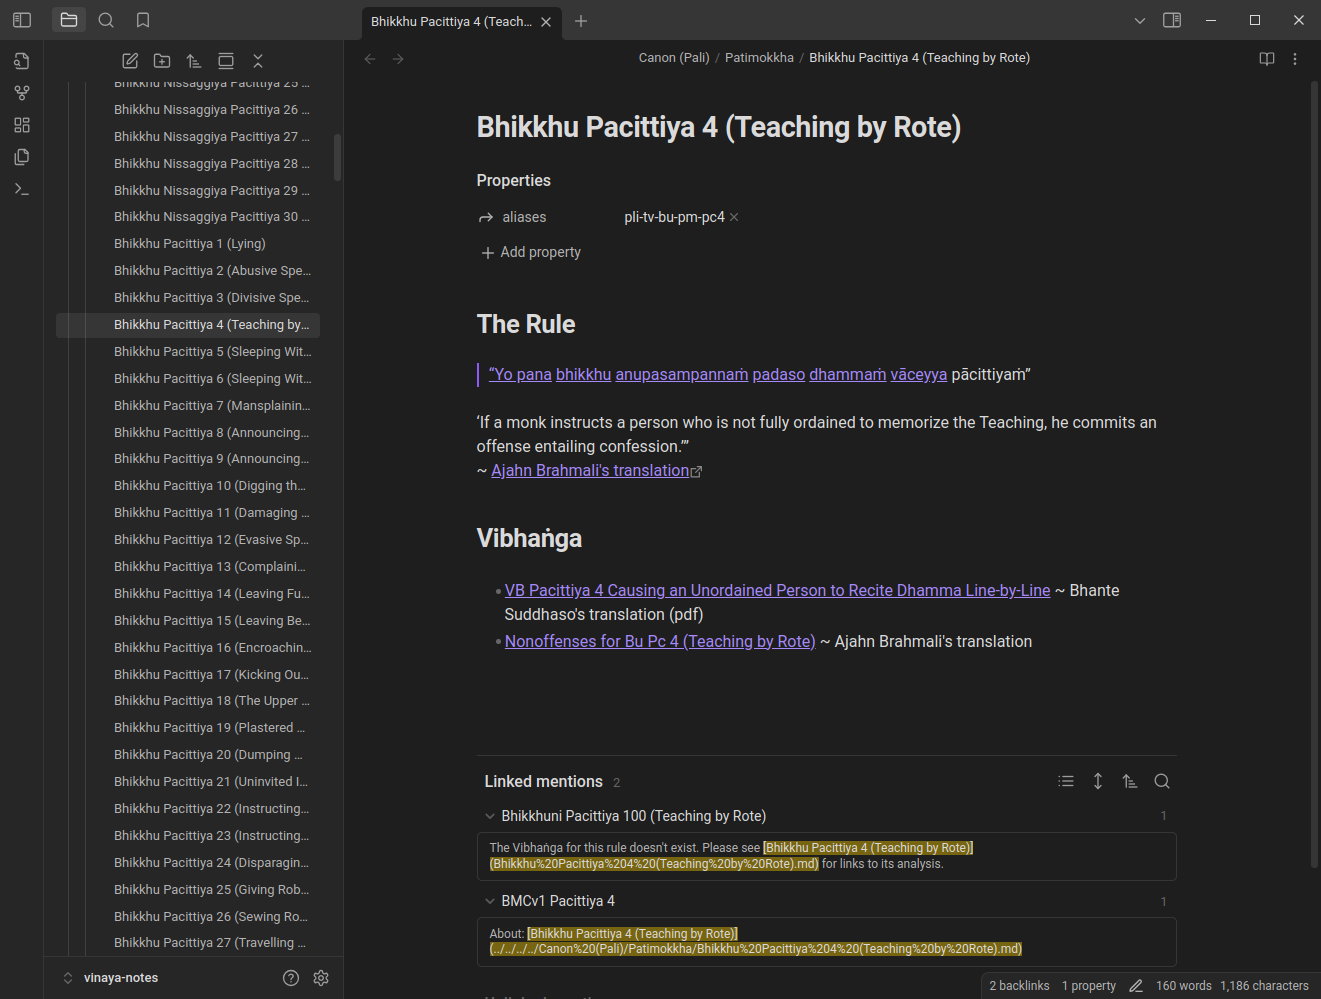 Bhikkhu Pacittiya 4 (Teach...
Canon (Pali) / Patimokkha / Bhikkhu Pacittiya 4 (Teaching by Rote)
Bhikkhu Nissaggiya Pacittiya 25 ...
Bhikkhu Nissaggiya Pacittiya 26 ...
Bhikkhu Nissaggiya Pacittiya 27 ...
Bhikkhu Nissaggiya Pacittiya 28 ...
Bhikkhu Nissaggiya Pacittiya 29 ...
Bhikkhu Nissaggiya Pacittiya 30 ...
Bhikkhu Pacittiya 1 (Lying)
Bhikkhu Pacittiya 2 (Abusive Spe...
Bhikkhu Pacittiya 3 (Divisive Spe...
Bhikkhu Pacittiya 4 (Teaching by...
Bhikkhu Pacittiya 5 (Sleeping Wit...
Bhikkhu Pacittiya 6 (Sleeping Wit...
Bhikkhu Pacittiya 7 (Mansplainin...
Bhikkhu Pacittiya 8 (Announcing...
Bhikkhu Pacittiya 9 (Announcing...
Bhikkhu Pacittiya 10 (Digging th...
Bhikkhu Pacittiya 11 (Damaging ...
Bhikkhu Pacittiya 12 (Evasive Sp...
Bhikkhu Pacittiya 13 (Complaini...
Bhikkhu Pacittiya 14 (Leaving Fu...
Bhikkhu Pacittiya 15 (Leaving Be...
Bhikkhu Pacittiya 16 (Encroachin...
Bhikkhu Pacittiya 17 (Kicking Ou...
Bhikkhu Pacittiya 18 (The Upper ...
Bhikkhu Pacittiya 19 (Plastered ...
Bhikkhu Pacittiya 20 (Dumping ...
Bhikkhu Pacittiya 21 (Uninvited I...
Bhikkhu Pacittiya 22 (Instructing...
Bhikkhu Pacittiya 23 (Instructing...
Bhikkhu Pacittiya 24 (Disparagin...
Bhikkhu Pacittiya 25 (Giving Rob...
Bhikkhu Pacittiya 26 (Sewing Ro...
Bhikkhu Pacittiya 27 (Travelling ...
vinaya-notes
Bhikkhu Pacittiya 4 (Teaching by Rote)
Properties
aliases pli-tv-bu-pm-pc4
Add property
The Rule
“Yo pana bhikkhu anupasampannaṁ padaso dhammaṁ vāceyya pācittiyaṁ”
‘If a monk instructs a person who is not fully ordained to memorize the Teaching, he commits an
offense entailing confession.’”
~ Ajahn Brahmali's translation
Vibhaṅga
VB Pacittiya 4 Causing an Unordained Person to Recite Dhamma Line-by-Line ~ Bhante
Suddhaso's translation (pdf)
Nonoffenses for Bu Pc 4 (Teaching by Rote) ~ Ajahn Brahmali's translation
Linked mentions 2
Bhikkhuni Pacittiya 100 (Teaching by Rote) 1
The Vibhaṅga for this rule doesn't exist. Please see [Bhikkhu Pacittiya 4 (Teaching by Rote)]
(Bhikkhu%20Pacittiya%204%20(Teaching%20by%20Rote).md) for links to its analysis.
BMCv1 Pacittiya 4 1
About: [Bhikkhu Pacittiya 4 (Teaching by Rote)]
(../../../../Canon%20(Pali)/Patimokkha/Bhikkhu%20Pacittiya%204%20(Teaching%20by%20Rote).md)
2 backlinks 1 property 160 words 1,186 characters